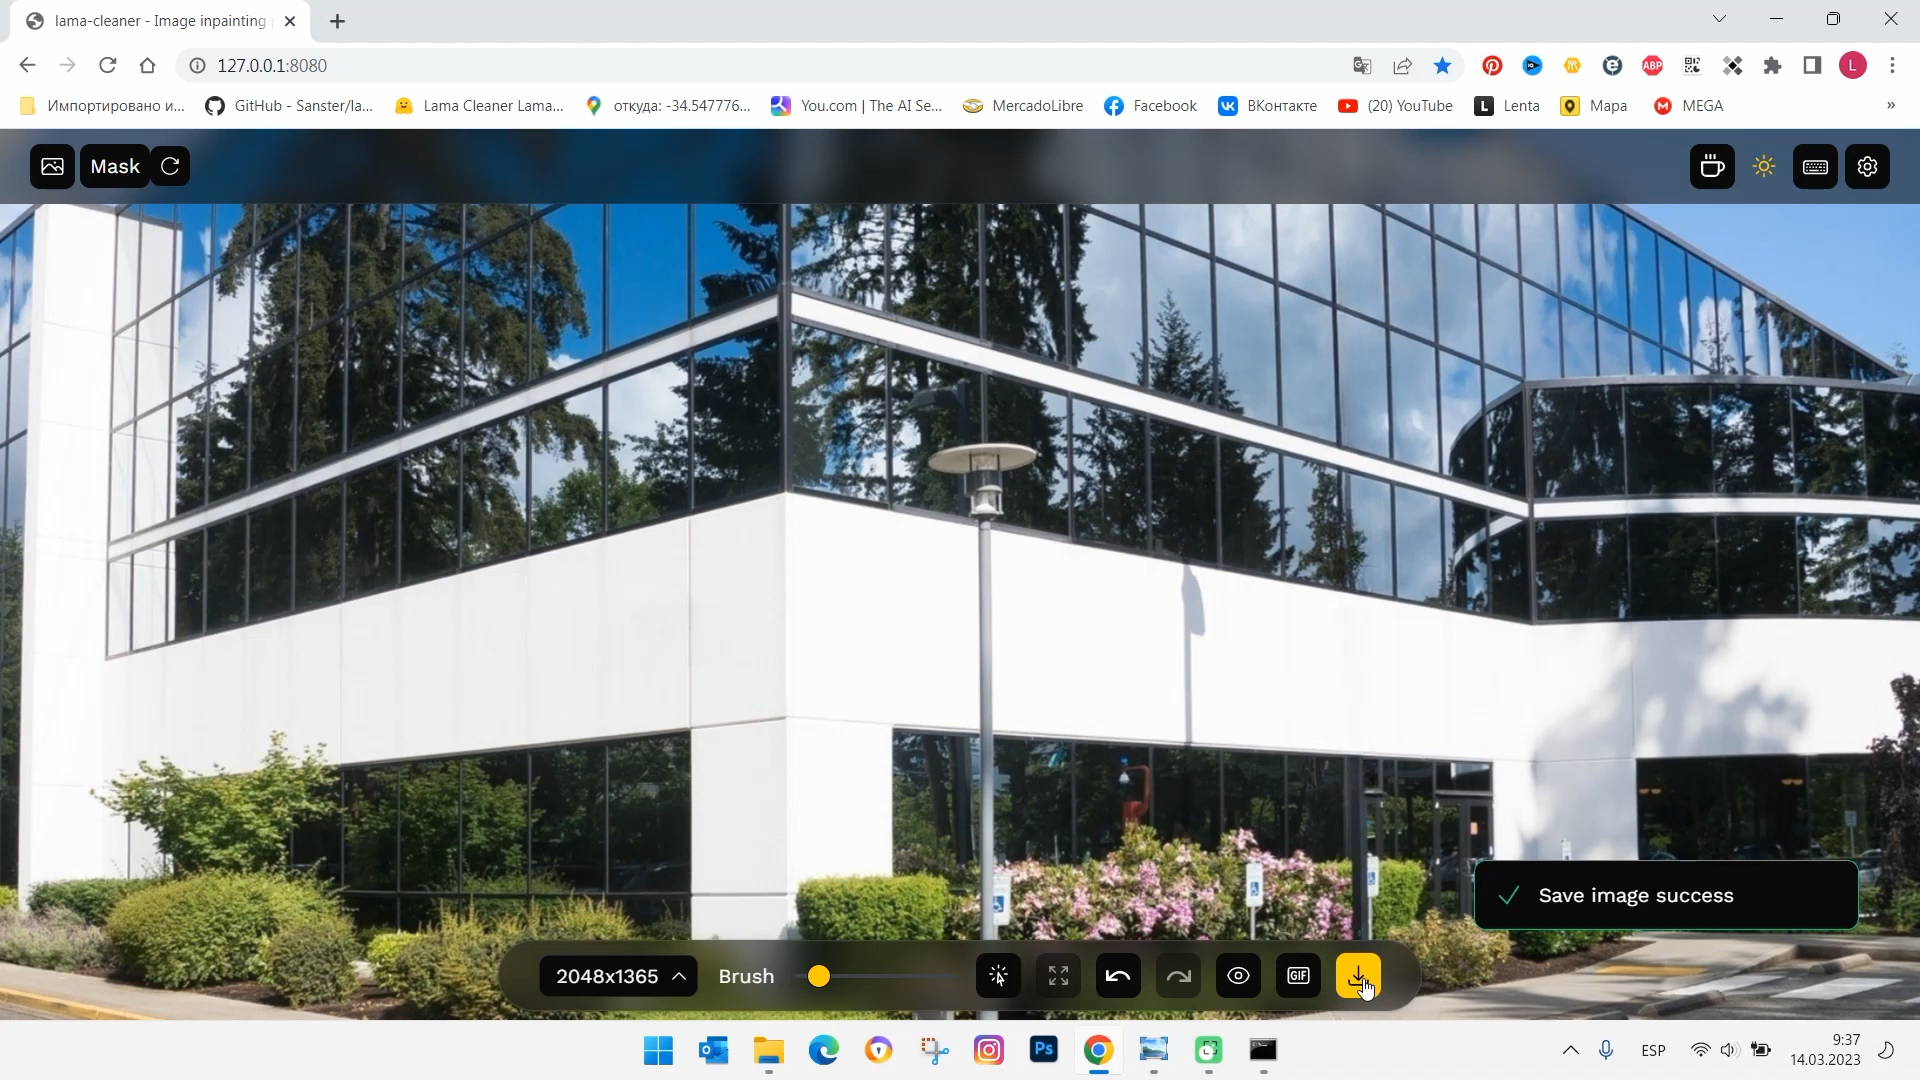 lama-cleaner - Image inpainting
127.0.0.1:8080
ABP
L
Импортировано и...
GitHub - Sanster/la...
Lama Cleaner Lama...
откуда: -34.547776...
You.com | The AI Se...
MercadoLibre
Facebook
ВКонтакте
(20) YouTube
L Lenta
Mapa
M MEGA
»
Mask
Save image success
2048x1365
Brush
GIF
Ps
ESP
9:37
14.03.2023